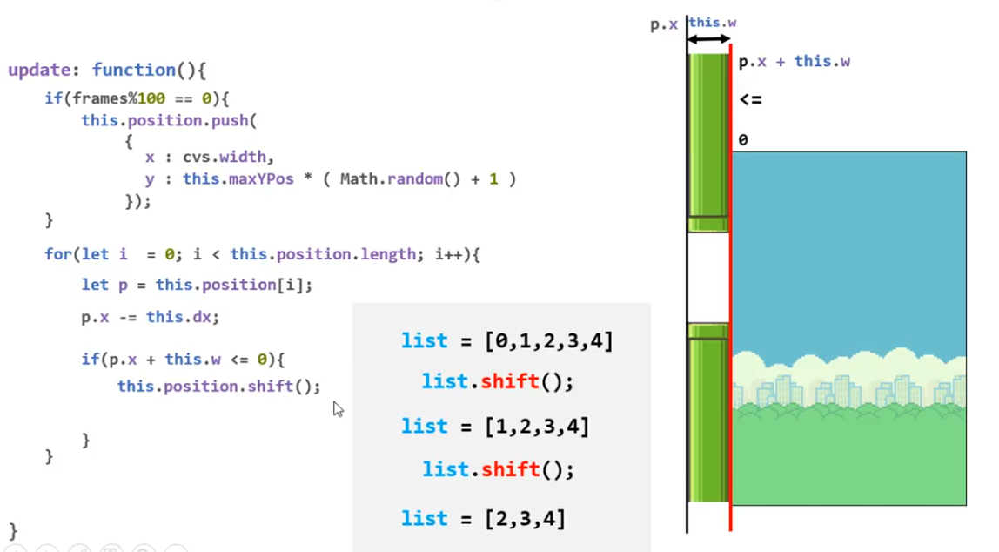 update: function(){
if(frames%100 == 0){
this.position.push(
{
x : cvs.width,
y : this.maxYPos * ( Math.random() + 1 )
});
}
for(let i = 0; i < this.position.length; i++){
let p = this.position[i];
p.x -= this.dx;
if(p.x + this.w <= 0){
this.position.shift();
}
}
}
list = [0,1,2,3,4]
list.shift();
list = [1,2,3,4]
list.shift();
list = [2,3,4]
p.x this.w
p.x + this.w
<=
0